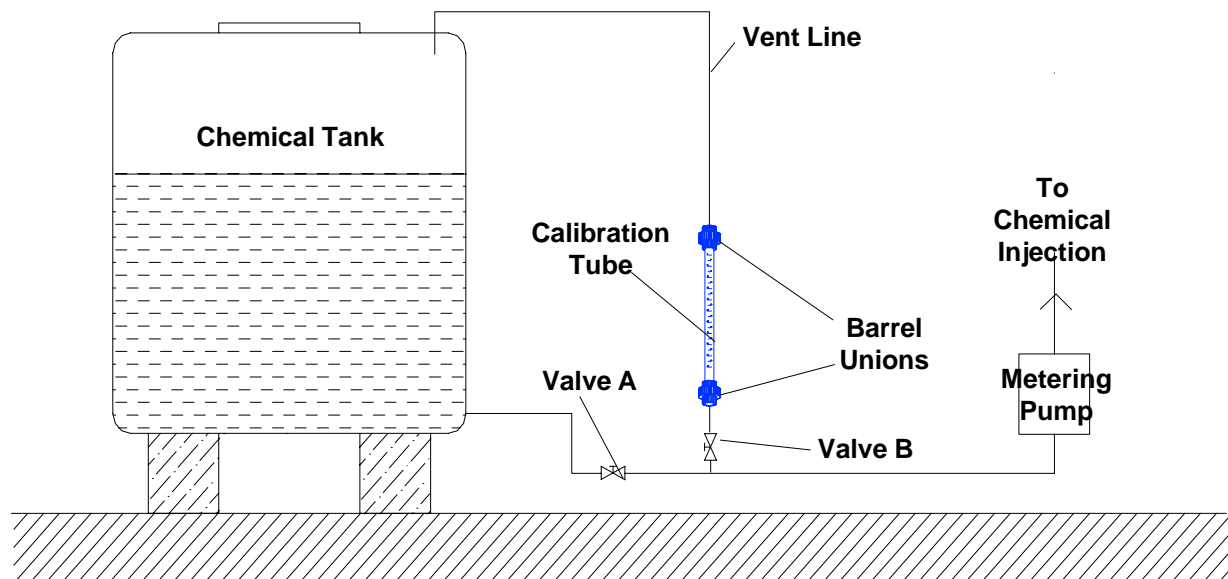 Vent Line
Chemical Tank
To
Chemical
Injection
Calibration
Tube
Barrel
Unions
Valve A
Metering
Pump
Valve B